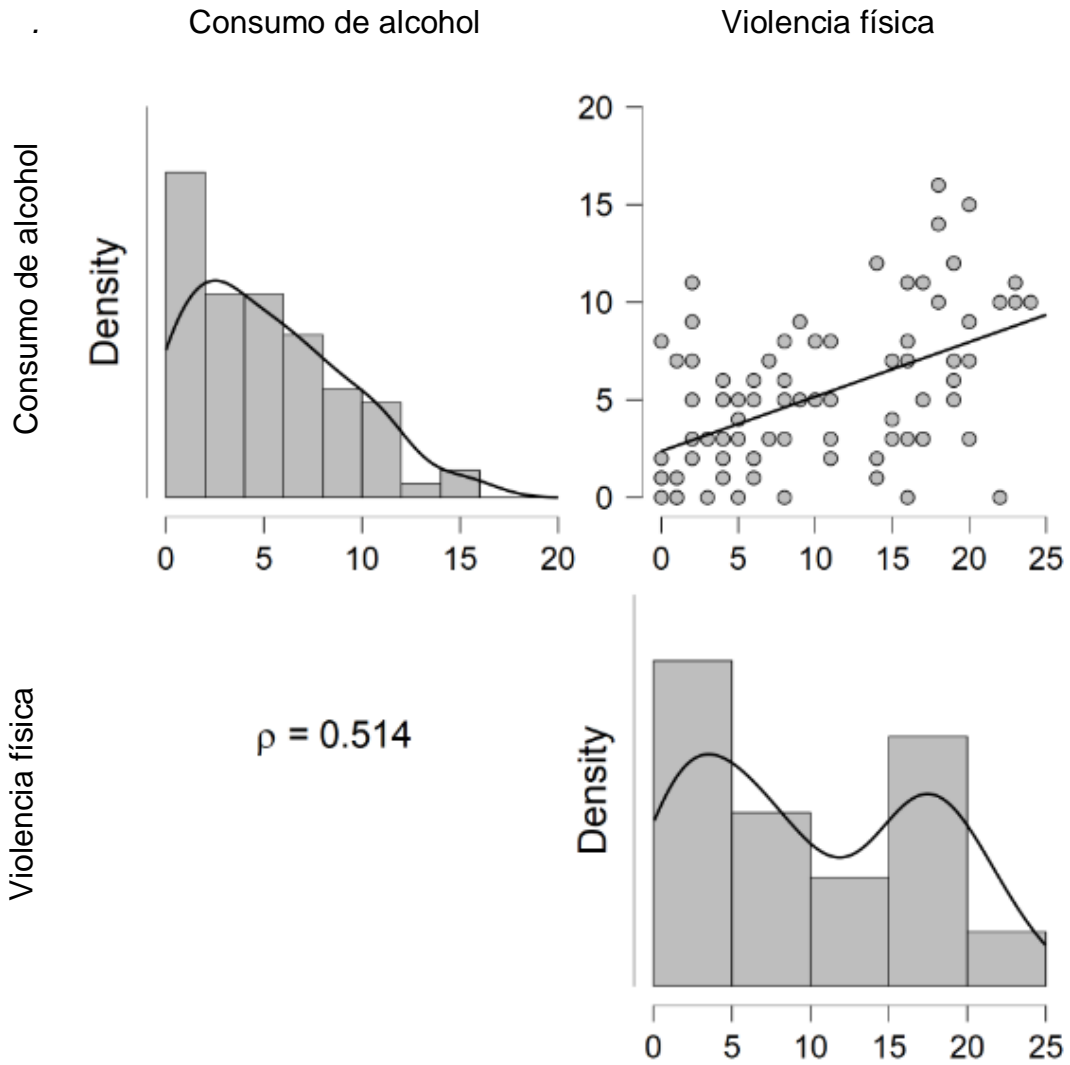 . Consumo de alcohol Violencia física
Consumo de alcohol
Density
0 5 10 15 20
20
15
10
5
0
0 5 10 15 20 25
Violencia física
ρ = 0.514
Density
0 5 10 15 20 25